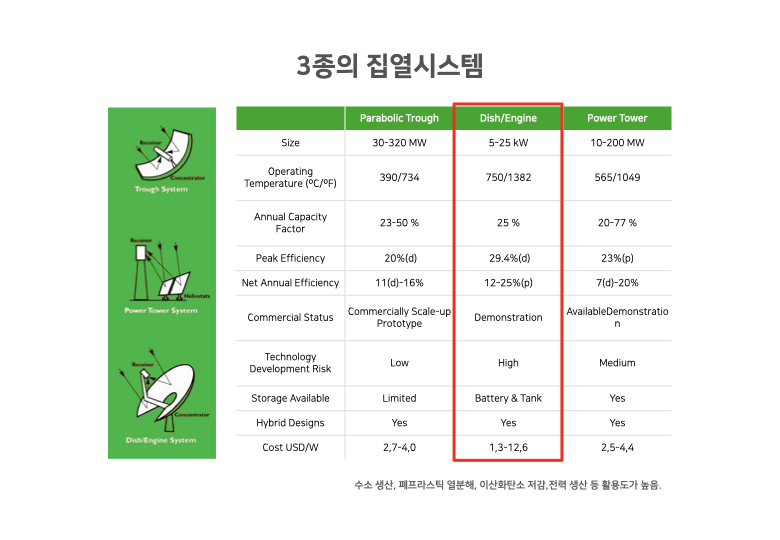 3종의 집열시스템
Receiver
Concentrator
Trough System
Receiver
Heliostats
Power Tower System
Receiver
Concentrator
Dish/Engine System
Parabolic Trough Dish/Engine Power Tower
Size 30-320 MW 5-25 kW 10-200 MW
Operating
Temperature (ºC/ºF) 390/734 750/1382 565/1049
Annual Capacity
Factor 23-50 % 25 % 20-77 %
Peak Efficiency 20%(d) 29.4%(d) 23%(p)
Net Annual Efficiency 11(d)-16% 12-25%(p) 7(d)-20%
Commercial Status Commercially Scale-up
Prototype Demonstration AvailableDemonstratio
n
Technology
Development Risk Low High Medium
Storage Available Limited Battery & Tank Yes
Hybrid Designs Yes Yes Yes
Cost USD/W 2,7-4,0 1,3-12,6 2,5-4,4
수소 생산, 폐프라스틱 열분해, 이산화탄소 저감,전력 생산 등 활용도가 높음.